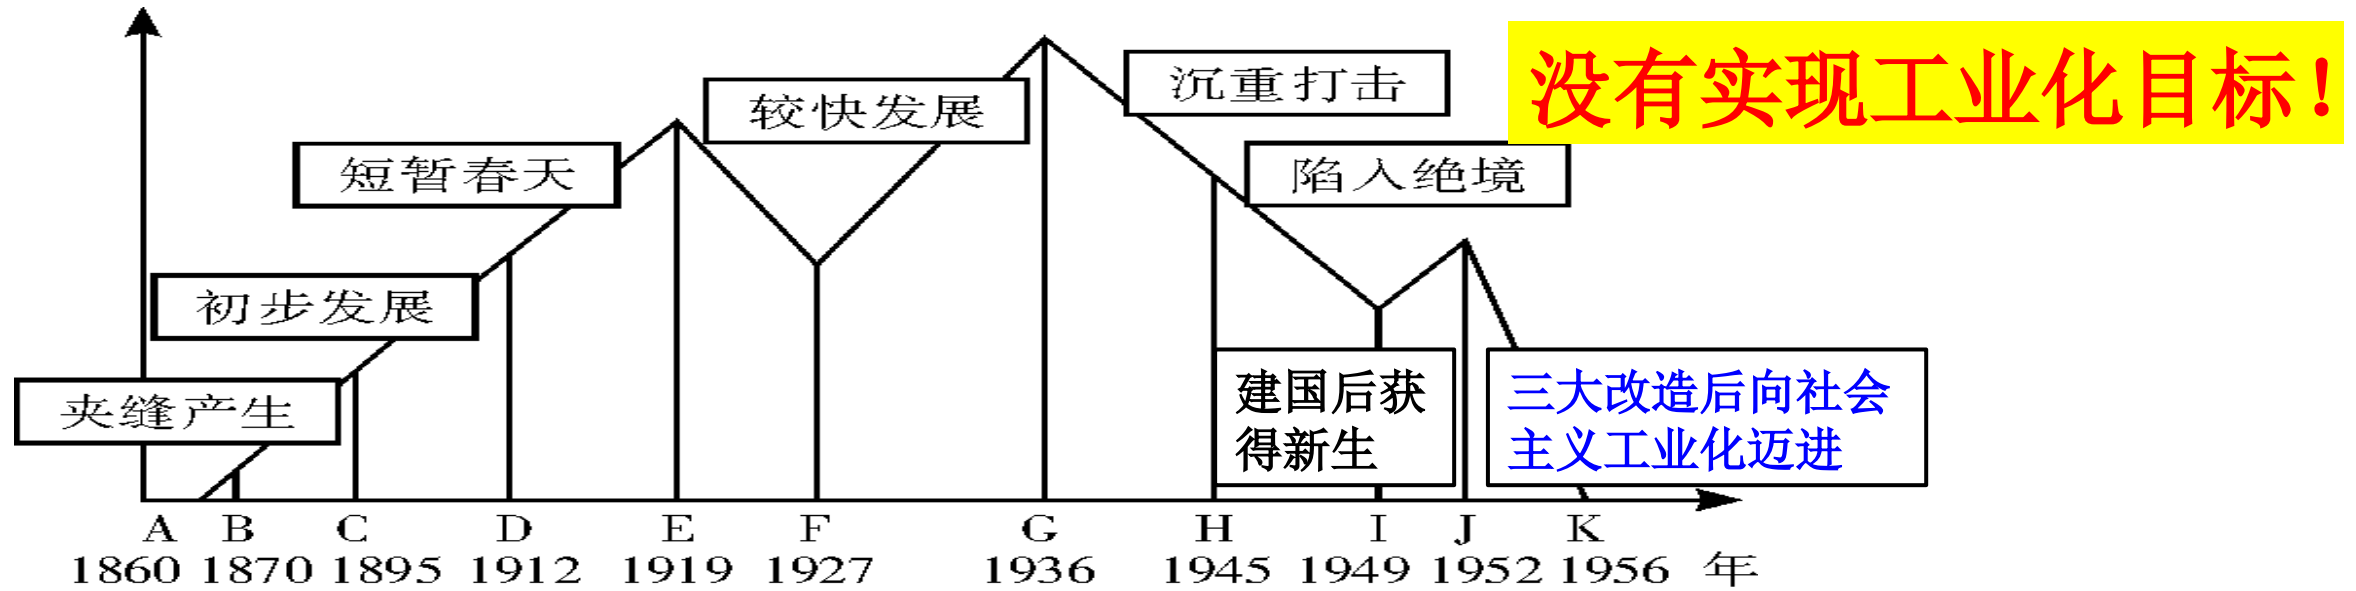 没有实现工业化目标！
沉重打击
较快发展
陷入绝境
短暂春天
初步发展
夹缝产生
建国后获
得新生
三大改造后向社会
主义工业化迈进
A B C D E F G H I J K
1860 1870 1895 1912 1919 1927 1936 1945 1949 1952 1956 年